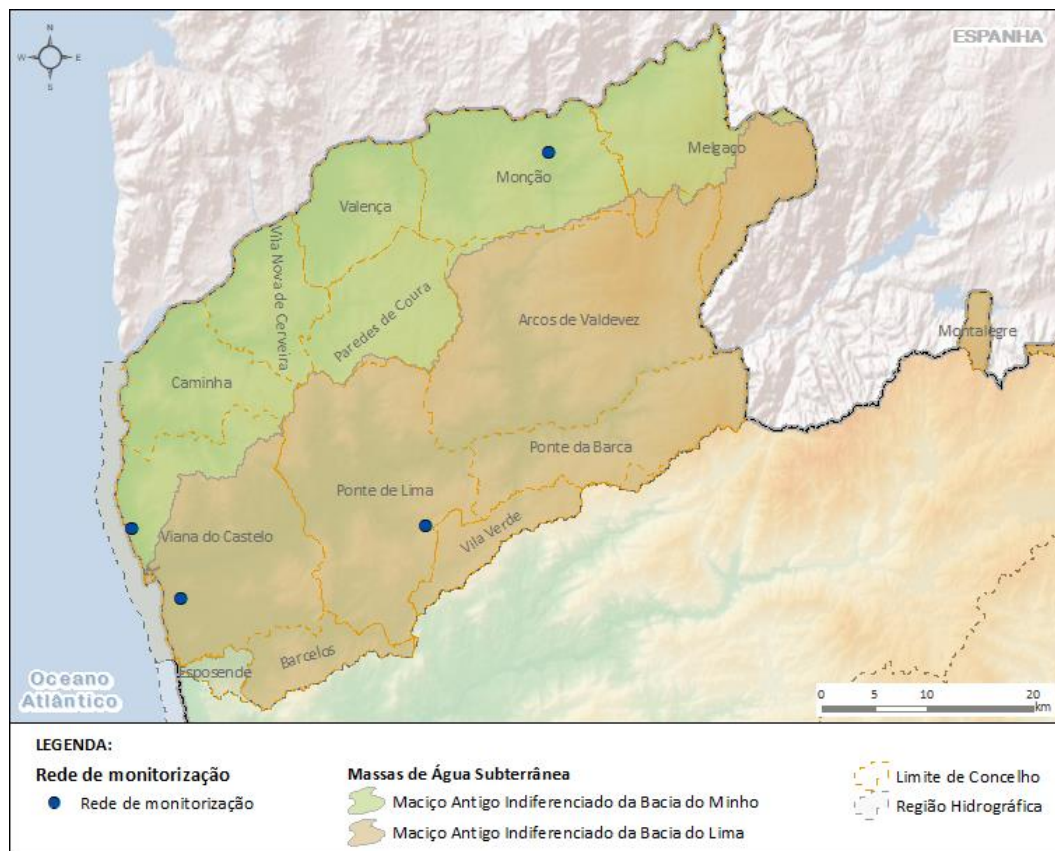 N
W
E
S
ESPANHA
Melgaço
Monção
Valença
Vila Nova de Cerveira
Paredes de Coura
Arcos de Valdevez
Montalegre
Caminha
Ponte da Barca
Ponte de Lima
Vila Verde
Viana do Castelo
Barcelos
Esposende
Oceano
Atlântico
0 5 10 20
km
LEGENDA:
Rede de monitorização
Rede de monitorização
Massas de Água Subterrânea
Maciço Antigo Indiferenciado da Bacia do Minho
Maciço Antigo Indiferenciado da Bacia do Lima
Limite de Concelho
Região Hidrográfica